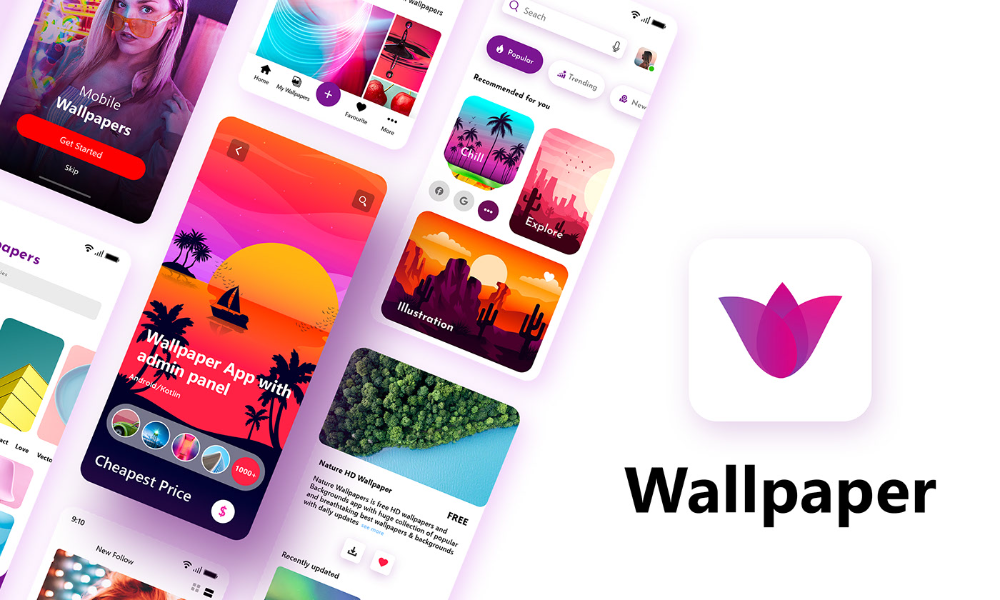 Mobile
Wallpapers
Get Started
Skip
wallpapers
Home
My Wallpapers
+
Favourite
More
Seach
Popular
Trending
New
Recommended for you
Chill
Explore
Illustration
apers
Love
Wallpaper App with
admin panel
Android/Kotlin
1000+
Cheapest Price
$
Nature HD Wallpaper
FREE
Nature Wallpapers is free HD wallpapers and
Backgrounds app with huge collection of popular
and breathtaking best wallpapers & backgrounds
with daily updates see more
Recently updated
9:10
New Follow
Wallpaper